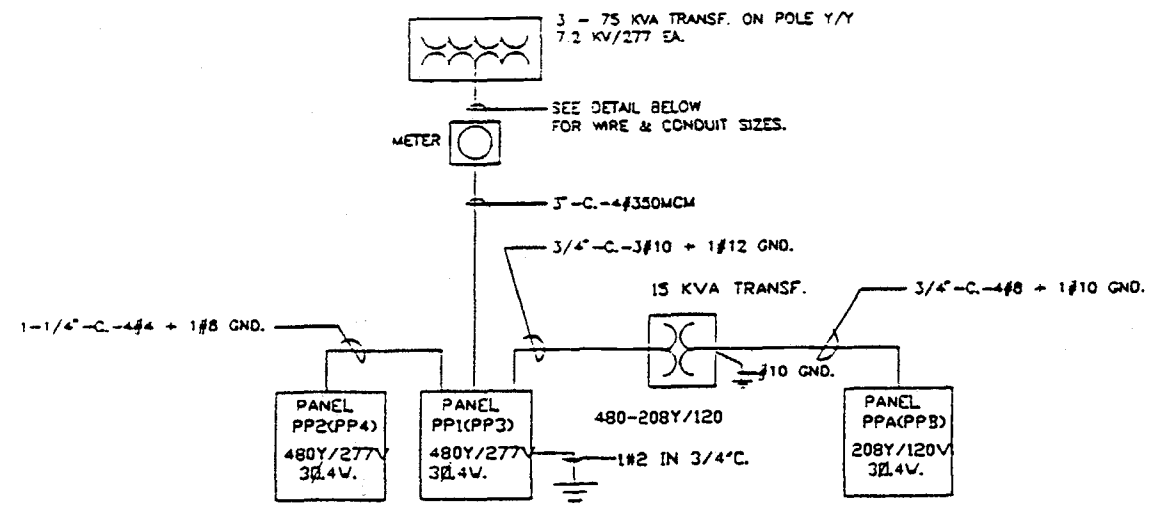 3 - 75 KVA TRANSF. ON POLE Y/Y
7.2 KV/277 EA.
SEE DETAIL BELOW
FOR WIRE & CONDUIT SIZES.
METER
3"-C.-4#350MCM
3/4"-C.-3#10 + 1#12 GND.
15 KVA TRANSF.
3/4"-C.-4#8 + 1#10 GND.
1-1/4"-C.-4#4 + 1#8 GND.
#10 GND.
PANEL
PP2(PP4)
480Y/277V
3Ø.4W.
PANEL
PP1(PP3)
480Y/277V
3Ø.4W.
480-208Y/120
1#2 IN 3/4"C.
PANEL
PPA(PPB)
208Y/120V
3Ø.4W.